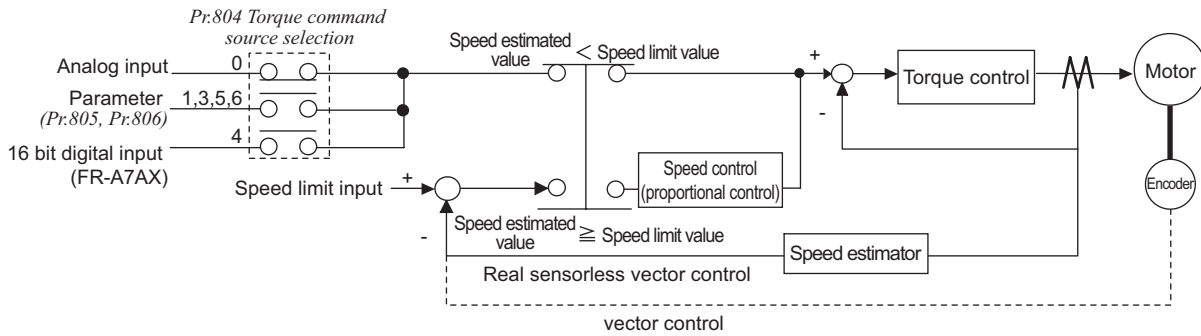 Pr.804 Torque command
source selection
Analog input
0
Parameter
1,3,5,6
(Pr.805, Pr.806)
16 bit digital input
4
(FR-A7AX)
Speed estimated
value
< Speed limit value
+
-
Torque control
Motor
Encoder
Speed limit input
+
-
Speed control
(proportional control)
Speed estimated
value
≧ Speed limit value
Speed estimator
Real sensorless vector control
vector control